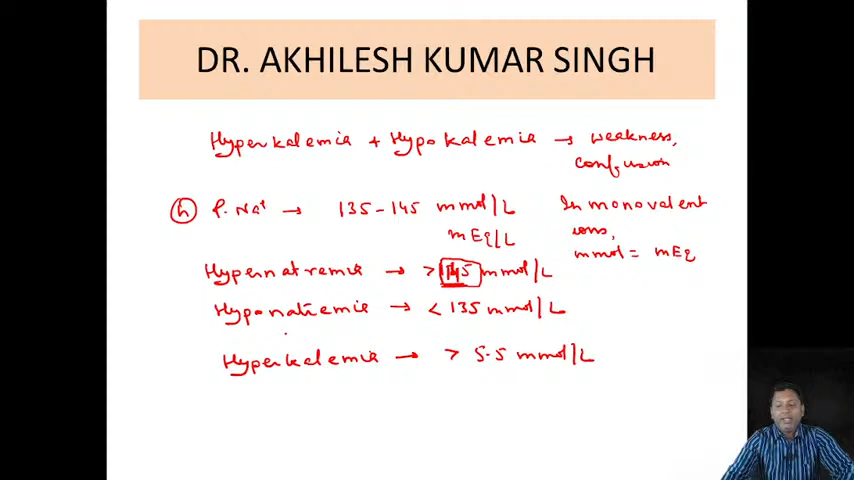 DR. AKHILESH KUMAR SINGH
Hyperkalemia + Hypokalemia → weakness,
confusion
(h) P. Na⁺ → 135-145 mmol/L
mEq/L
In monovalent
ions,
mmol = mEq
Hypernatremia → > 145 mmol/L
Hyponatremia → < 135 mmol/L
Hyperkalemia → > 5.5 mmol/L